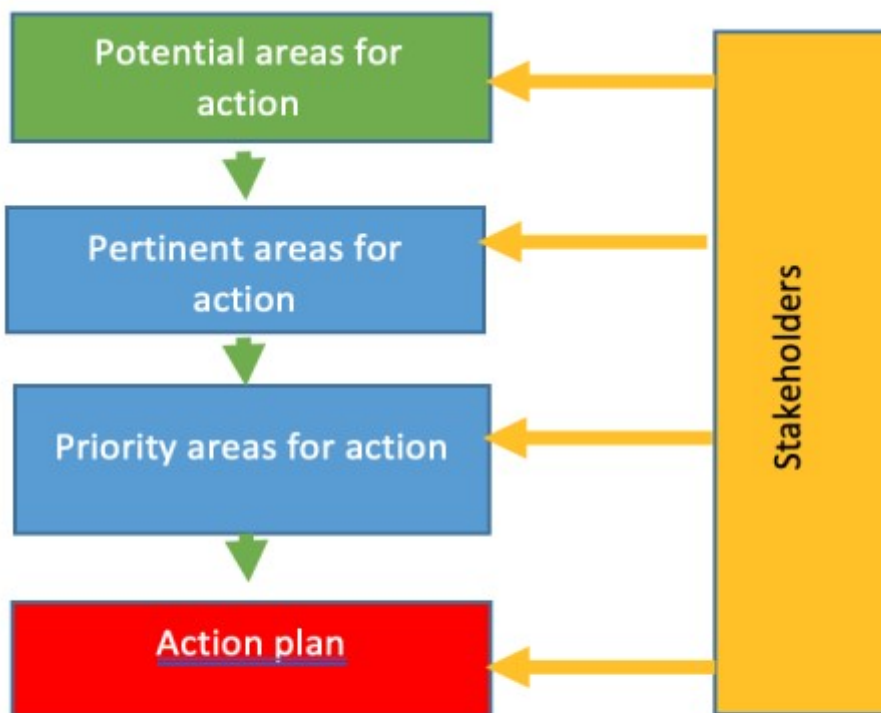 Potential areas for
action
Pertinent areas for
action
Priority areas for action
Action plan
Stakeholders